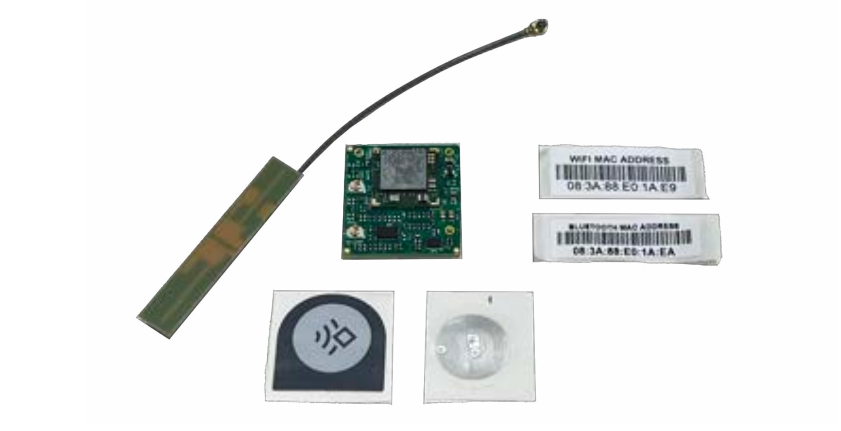 WIFI MAC ADDRESS
08:3A:88:E0:1A:E9
BLUETOOTH MAC ADDRESS
08:3A:88:E0:1A:EA